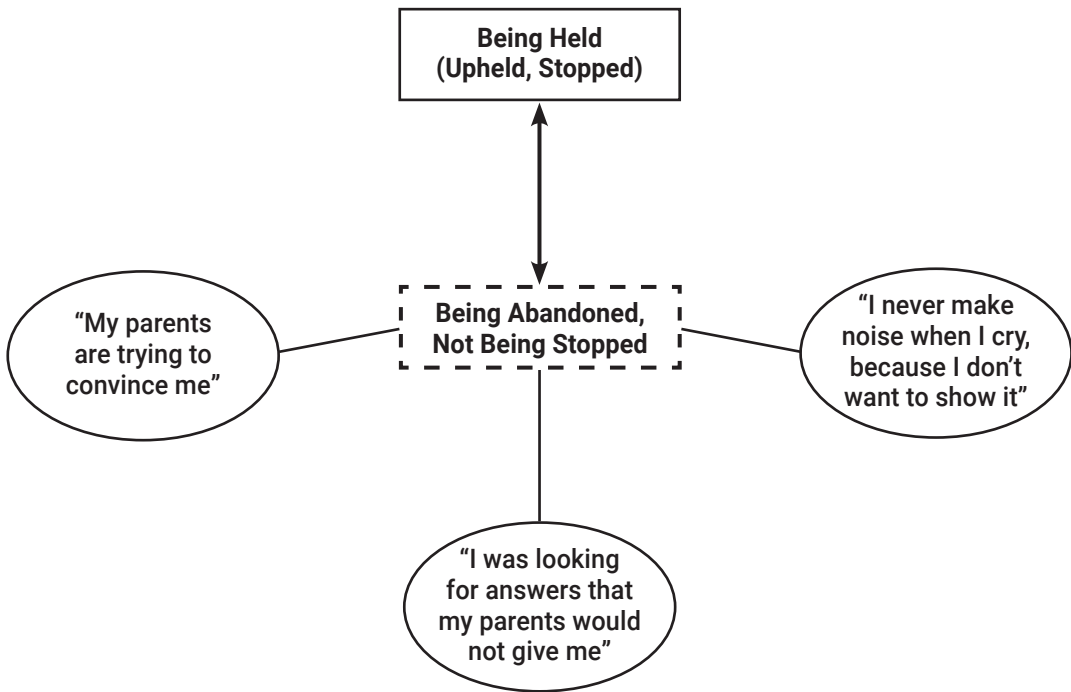 Being Held
(Upheld, Stopped)
Being Abandoned,
Not Being Stopped
“My parents
are trying to
convince me”
“I never make
noise when I cry,
because I don’t
want to show it”
“I was looking
for answers that
my parents would
not give me”